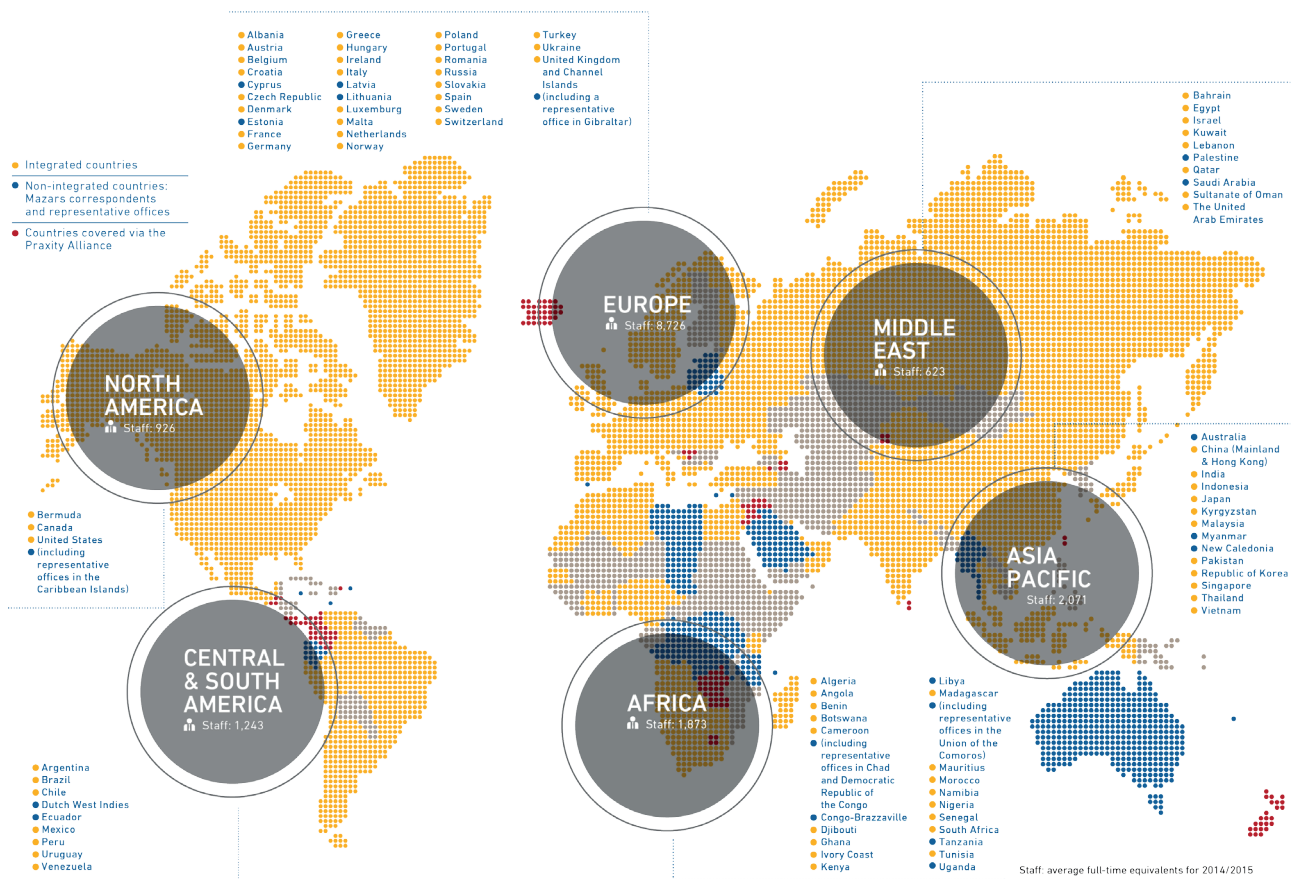 Albania
Austria
Belgium
Croatia
Cyprus
Czech Republic
Denmark
Estonia
France
Germany
Greece
Hungary
Ireland
Italy
Latvia
Lithuania
Luxemburg
Malta
Netherlands
Norway
Poland
Portugal
Romania
Russia
Slovakia
Spain
Sweden
Switzerland
Turkey
Ukraine
United Kingdom
and Channel
Islands
(including a
representative
office in Gibraltar)
Integrated countries
Non-integrated countries:
Mazars correspondents
and representative offices
Countries covered via the
Praxity Alliance
Bahrain
Egypt
Israel
Kuwait
Lebanon
Palestine
Qatar
Saudi Arabia
Sultanate of Oman
The United
Arab Emirates
EUROPE
Staff: 8,726
MIDDLE
EAST
Staff: 623
NORTH
AMERICA
Staff: 926
Bermuda
Canada
United States
(including
representative
offices in the
Caribbean Islands)
Australia
China (Mainland
& Hong Kong)
India
Indonesia
Japan
Kyrgyzstan
Malaysia
Myanmar
New Caledonia
Pakistan
Republic of Korea
Singapore
Thailand
Vietnam
ASIA
PACIFIC
Staff: 2,071
CENTRAL
& SOUTH
AMERICA
Staff: 1,243
AFRICA
Staff: 1,873
Argentina
Brazil
Chile
Dutch West Indies
Ecuador
Mexico
Peru
Uruguay
Venezuela
Algeria
Angola
Benin
Botswana
Cameroon
(including
representative
offices in Chad
and Democratic
Republic of
the Congo
Congo-Brazzaville
Djibouti
Ghana
Ivory Coast
Kenya
Libya
Madagascar
(including
representative
offices in the
Union of the
Comoros)
Mauritius
Morocco
Namibia
Nigeria
Senegal
South Africa
Tanzania
Tunisia
Uganda
Staff: average full-time equivalents for 2014/2015